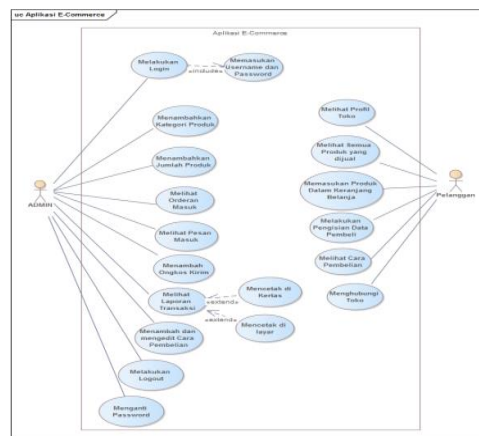 uc Aplikasi E-Commerce
Aplikasi E-Commerce
Melakukan
Login
«include»
Memasukan
Username dan
Password
Menambahkan
Kategori Produk
Menambahkan
Jumlah Produk
Melihat
Orderan
Masuk
Melihat Pesan
Masuk
Menambah
Ongkos Kirim
Melihat
Laporan
Transaksi
«extend»
Mencetak di
Kertas
«extend»
Mencetak di
layar
Menambah dan
mengedit Cara
Pembelian
Melakukan
Logout
Menganti
Password
ADMIN
Melihat Profil
Toko
Melihat Semua
Produk yang
dijual
Memasukan Produk
Dalam Keranjang
Belanja
Melakukan
Pengisian Data
Pembeli
Melihat Cara
Pembelian
Menghubungi
Toko
Pelanggan